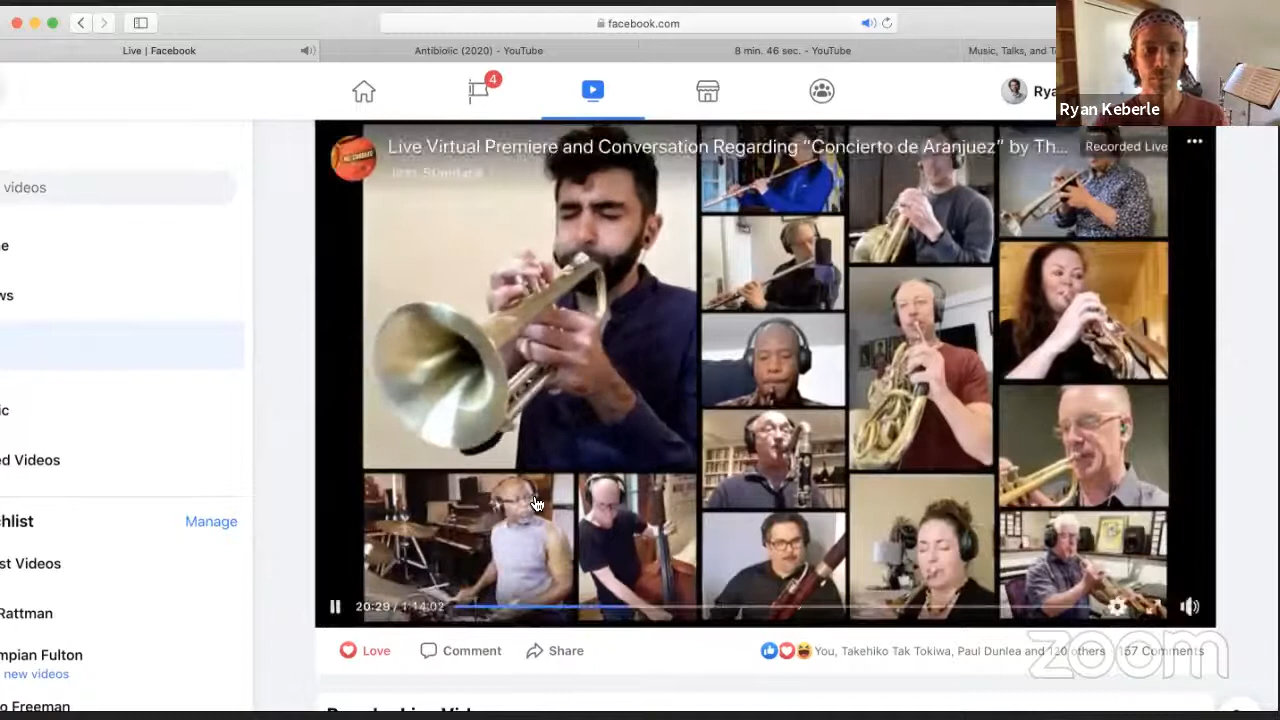 facebook.com
Live | Facebook
Antibiolic (2020) - YouTube
8 min. 46 sec. - YouTube
Music, Talks, and T
4
Rya
Ryan Keberle
Live Virtual Premiere and Conversation Regarding “Concierto de Aranjuez” by Th...
Recorded Live
videos
e
ws
ic
ed Videos
hlist
Manage
st Videos
Rattman
mpian Fulton
new videos
o Freeman
20:29 / 1:14:02
Love
Comment
Share
You, Takehiko Tak Tokiwa, Paul Dunlea and 120 others
157 Comments
zoom